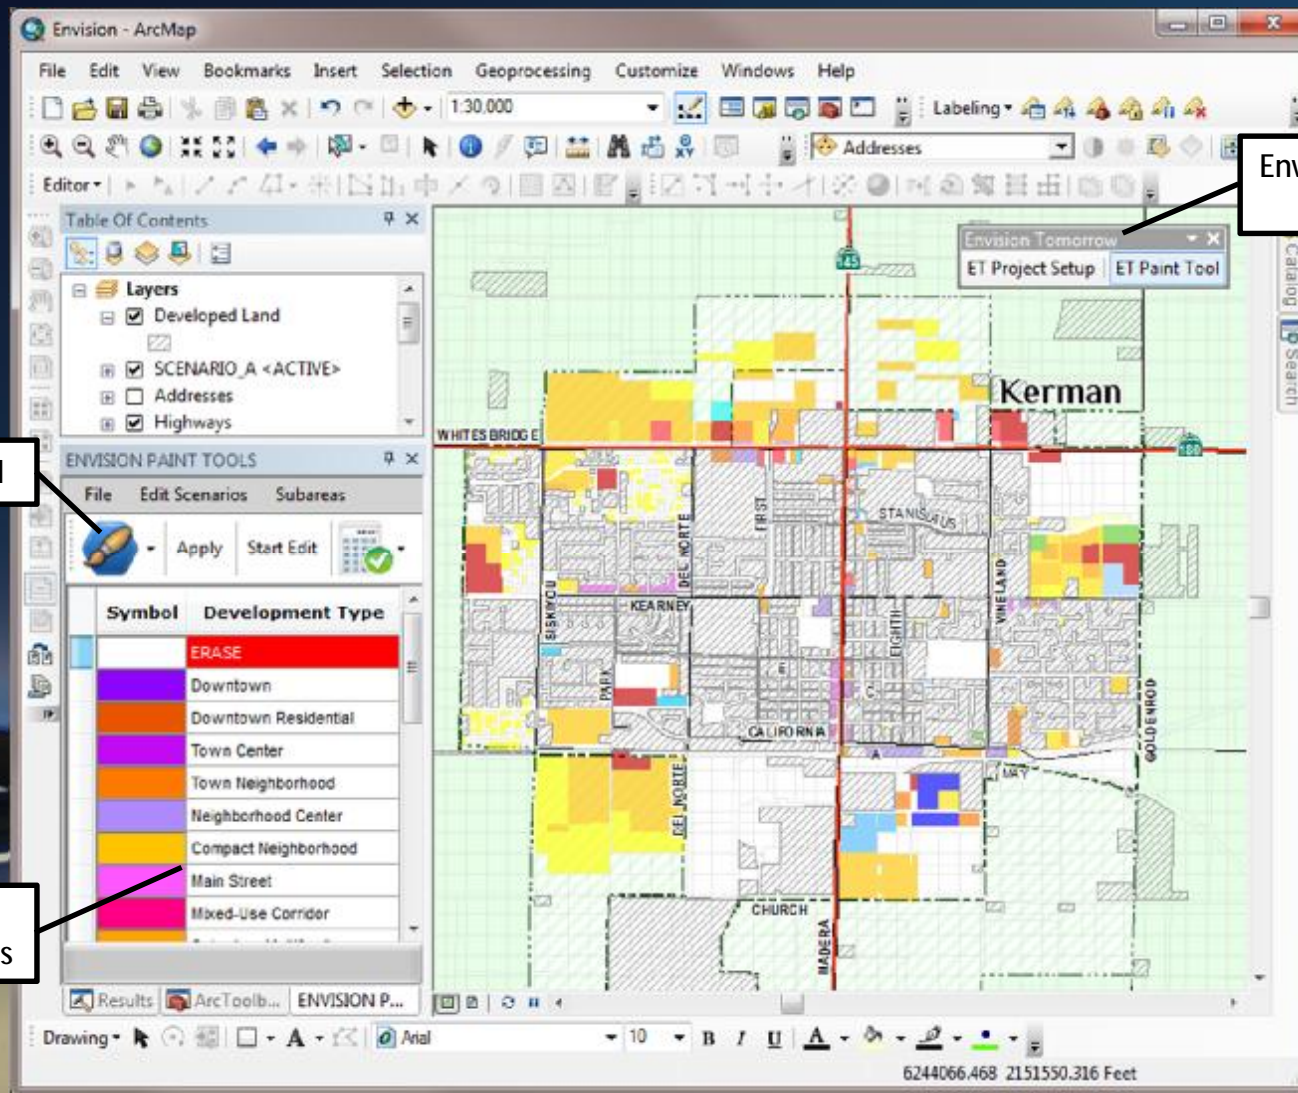 Envision - ArcMap
File Edit View Bookmarks Insert Selection Geoprocessing Customize Windows Help
1:30,000 Labeling
Addresses
Editor
Env
Table Of Contents
Envision Tomorrow
ET Project Setup ET Paint Tool
Catalog
Search
Layers
Developed Land
SCENARIO_A <ACTIVE>
Addresses
Highways
145
Kerman
WHITESBRIDGE
180
ENVISION PAINT TOOLS
File Edit Scenarios Subareas
Apply Start Edit
Symbol Development Type
ERASE
Downtown
Downtown Residential
Town Center
Town Neighborhood
Neighborhood Center
Compact Neighborhood
Main Street
Mixed-Use Corridor
s
STANISLAUS
FIRST
DEL NORTE
SISKIYOU
KEARNEY
VINELAND
EIGHTH
PARK
E
C
CALIFORNIA
A
GOLDENROD
MAY
DEL NORTE
CHURCH
MADERA
Results ArcToolb... ENVISION P...
Drawing A Arial 10 B I U A
6244066.468 2151550.316 Feet